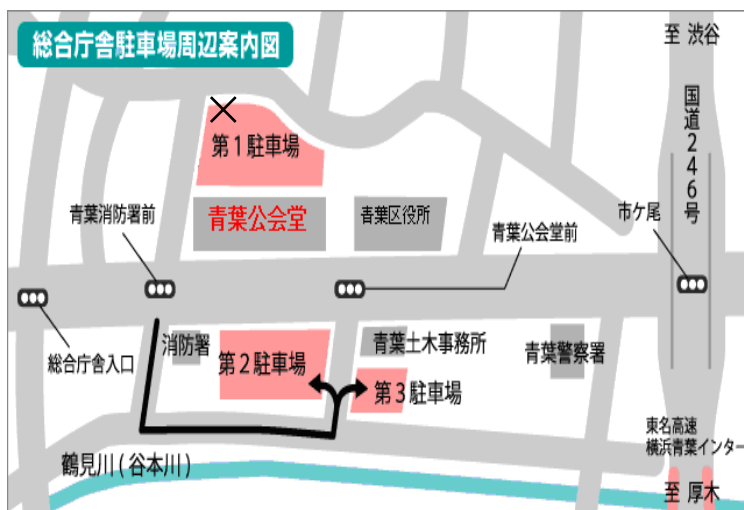 総合庁舎駐車場周辺案内図
至 渋谷
国道246号
第1駐車場
青葉消防署前
青葉公会堂
青葉区役所
青葉公会堂前
市ケ尾
総合庁舎入口
消防署
第2駐車場
青葉土木事務所
第3駐車場
青葉警察署
東名高速
横浜青葉インター
鶴見川(谷本川)
至 厚木